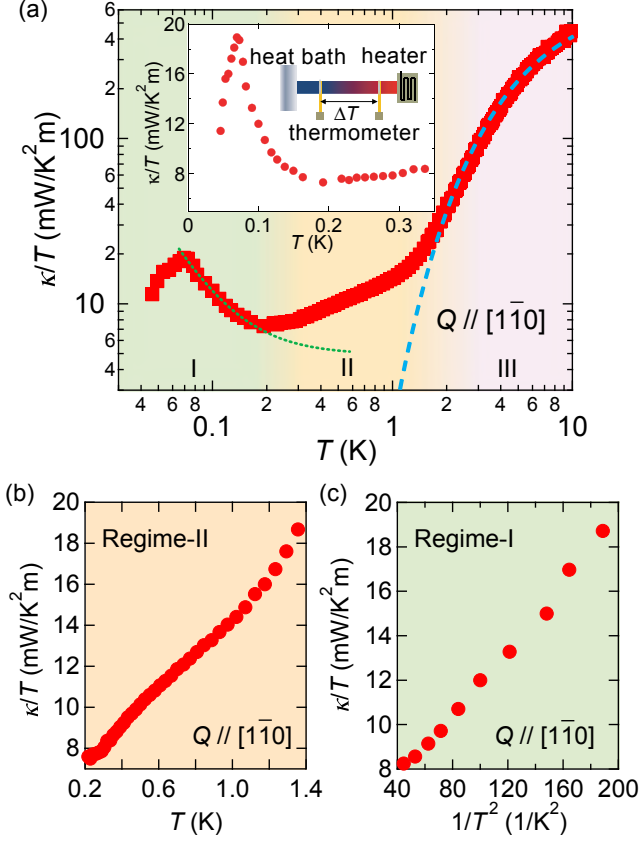 (a)
κ/T (mW/K²m)
6
4
2
100
6
4
2
10
8
6
4
κ/T (mW/K²m)
20
16
12
8
0
0.1
0.2
0.3
T (K)
heat bath
heater
ΔT
thermometer
Q // [11̅0]
I
II
III
4
6
8
0.1
2
4
6
8
1
2
4
6
8
10
T (K)
(b)
κ/T (mW/K²m)
20
18
16
14
12
10
8
Regime-II
Q // [11̅0]
0.2
0.6
1.0
1.4
T (K)
(c)
κ/T (mW/K²m)
20
18
16
14
12
10
8
Regime-I
Q // [11̅0]
40
80
120
160
200
1/T² (1/K²)